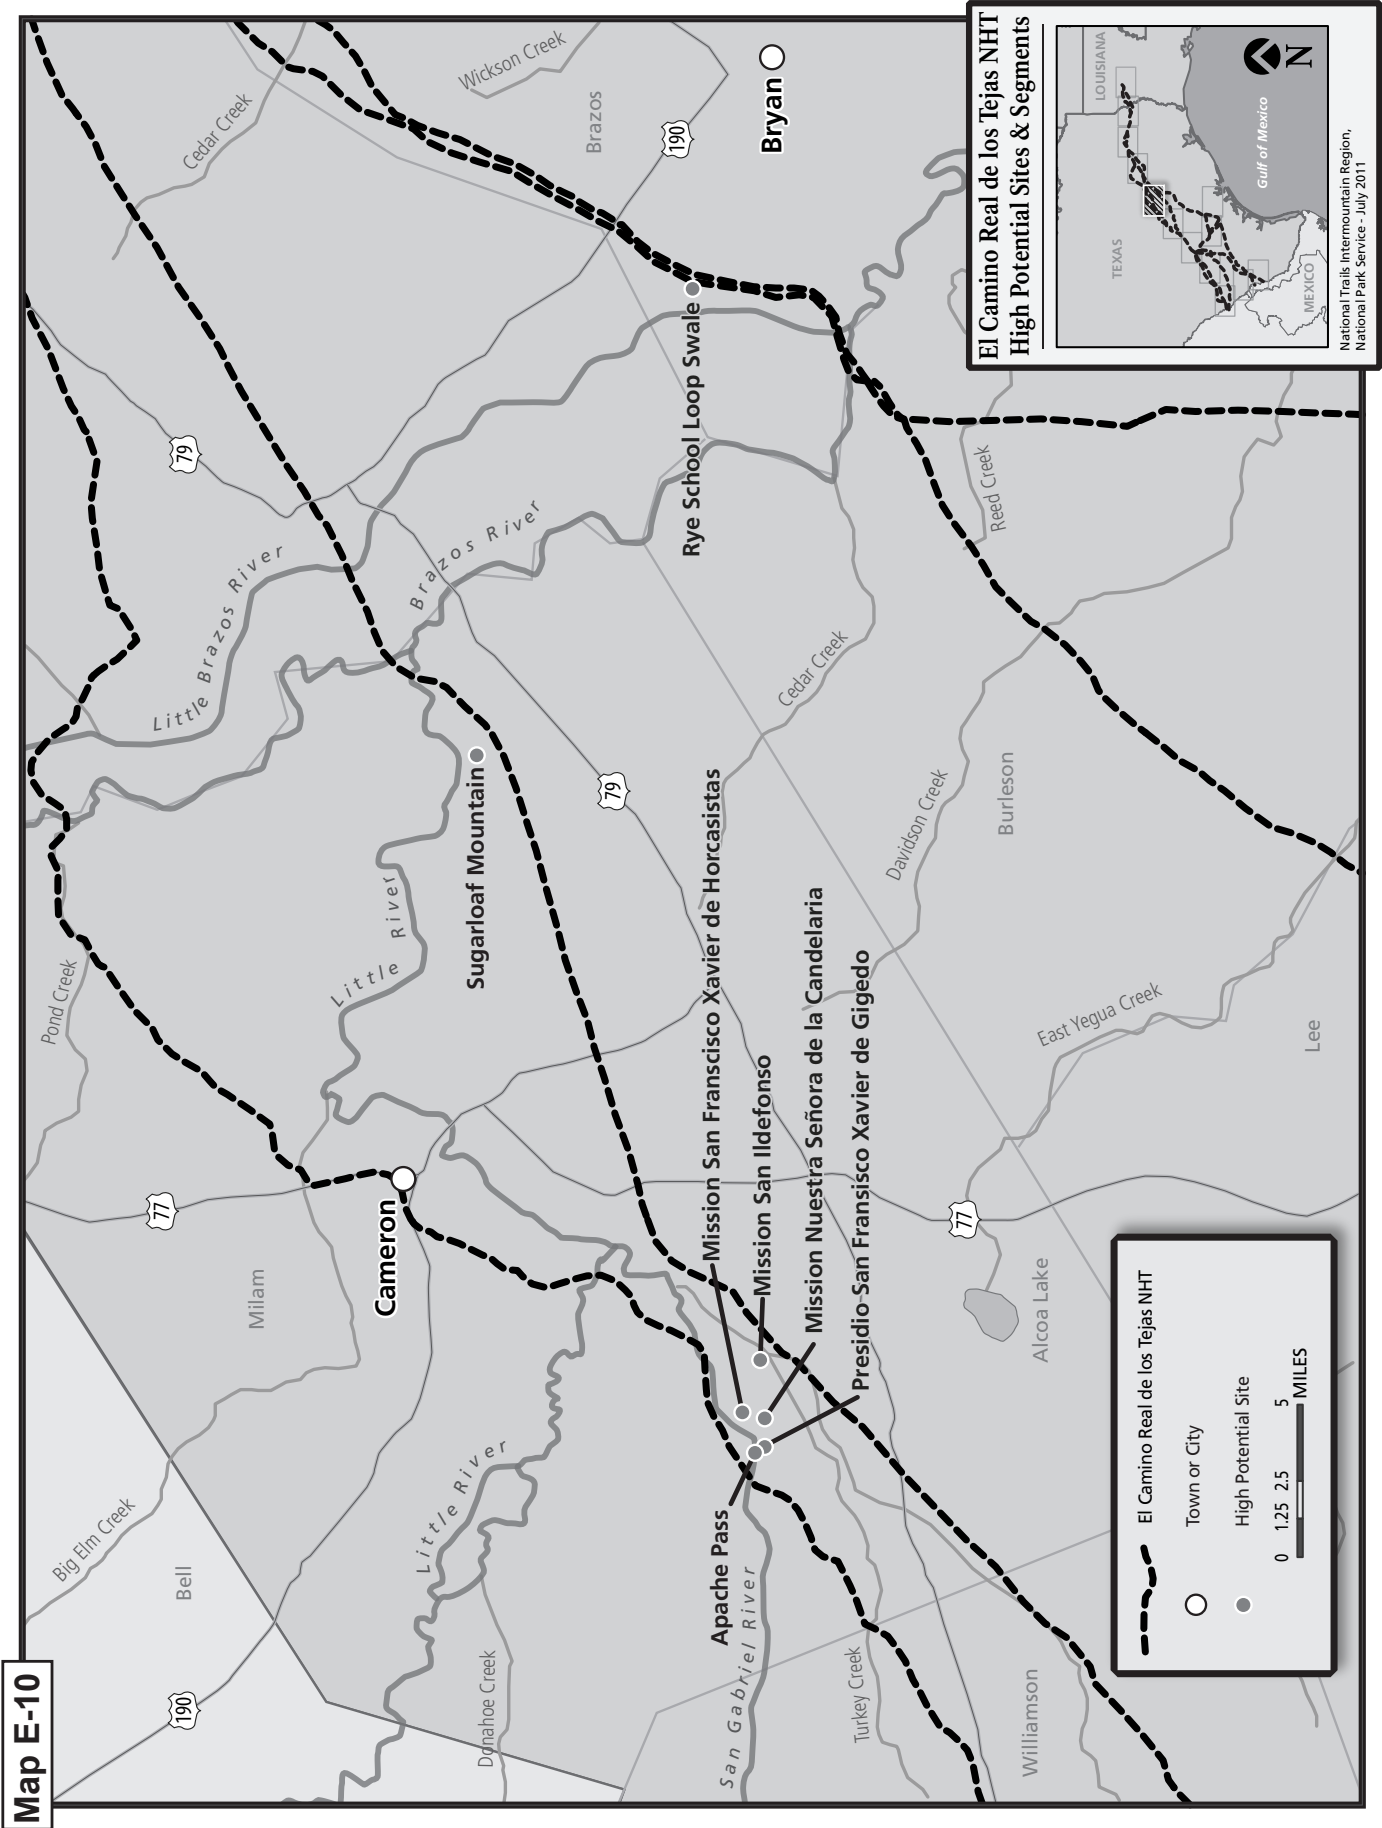 Map E-10
El Camino Real de los Tejas NHT
High Potential Sites & Segments
TEXAS
LOUISIANA
MEXICO
Gulf of Mexico
N
National Trails Intermountain Region,
National Park Service - July 2011
190
Bell
Big Elm Creek
Milam
77
Pond Creek
Little Brazos River
79
Cedar Creek
Wickson Creek
Brazos
190
Bryan
Cameron
Little River
Sugarloaf Mountain
Brazos River
Rye School Loop Swale
Donahoe Creek
Little River
79
Mission San Franscisco Xavier de Horcasistas
Mission San Ildefonso
Mission Nuestra Señora de la Candelaria
Presidio San Fransisco Xavier de Gigedo
Apache Pass
San Gabriel River
Turkey Creek
Williamson
Cedar Creek
Davidson Creek
Burleson
Reed Creek
East Yegua Creek
Lee
77
Alcoa Lake
El Camino Real de los Tejas NHT
Town or City
High Potential Site
0 1.25 2.5 5
MILES